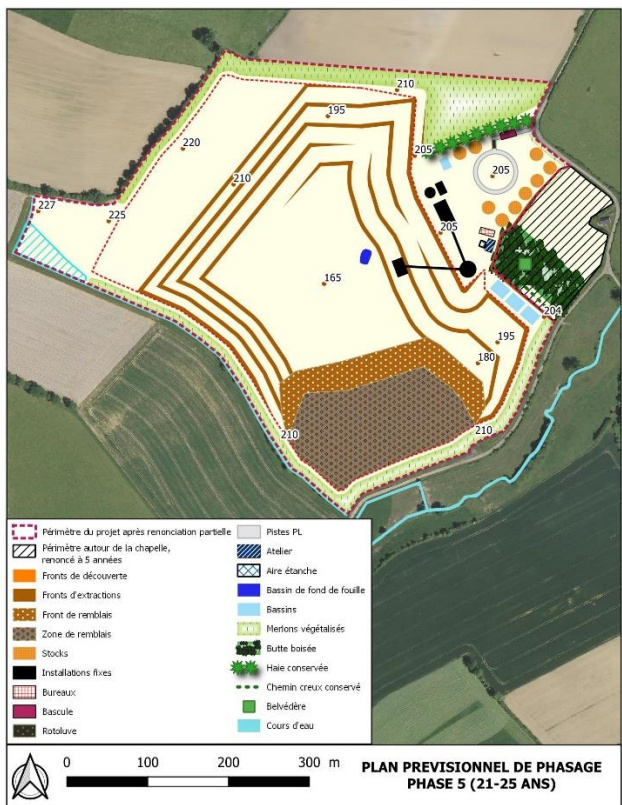 210
195
220
205
205
210
227
225
205
165
204
195
180
210
210
Périmètre du projet après renonciation partielle
Périmètre autour de la chapelle,
renoncé à 5 années
Fronts de découverte
Fronts d'extractions
Front de remblais
Zone de remblais
Stocks
Installations fixes
Bureaux
Bascule
Rotoluve
Pistes PL
Atelier
Aire étanche
Bassin de fond de fouille
Bassins
Merlons végétalisés
Butte boisée
Haie conservée
Chemin creux conservé
Belvédère
Cours d'eau
0 100 200 300 m
PLAN PREVISIONNEL DE PHASAGE
PHASE 5 (21-25 ANS)